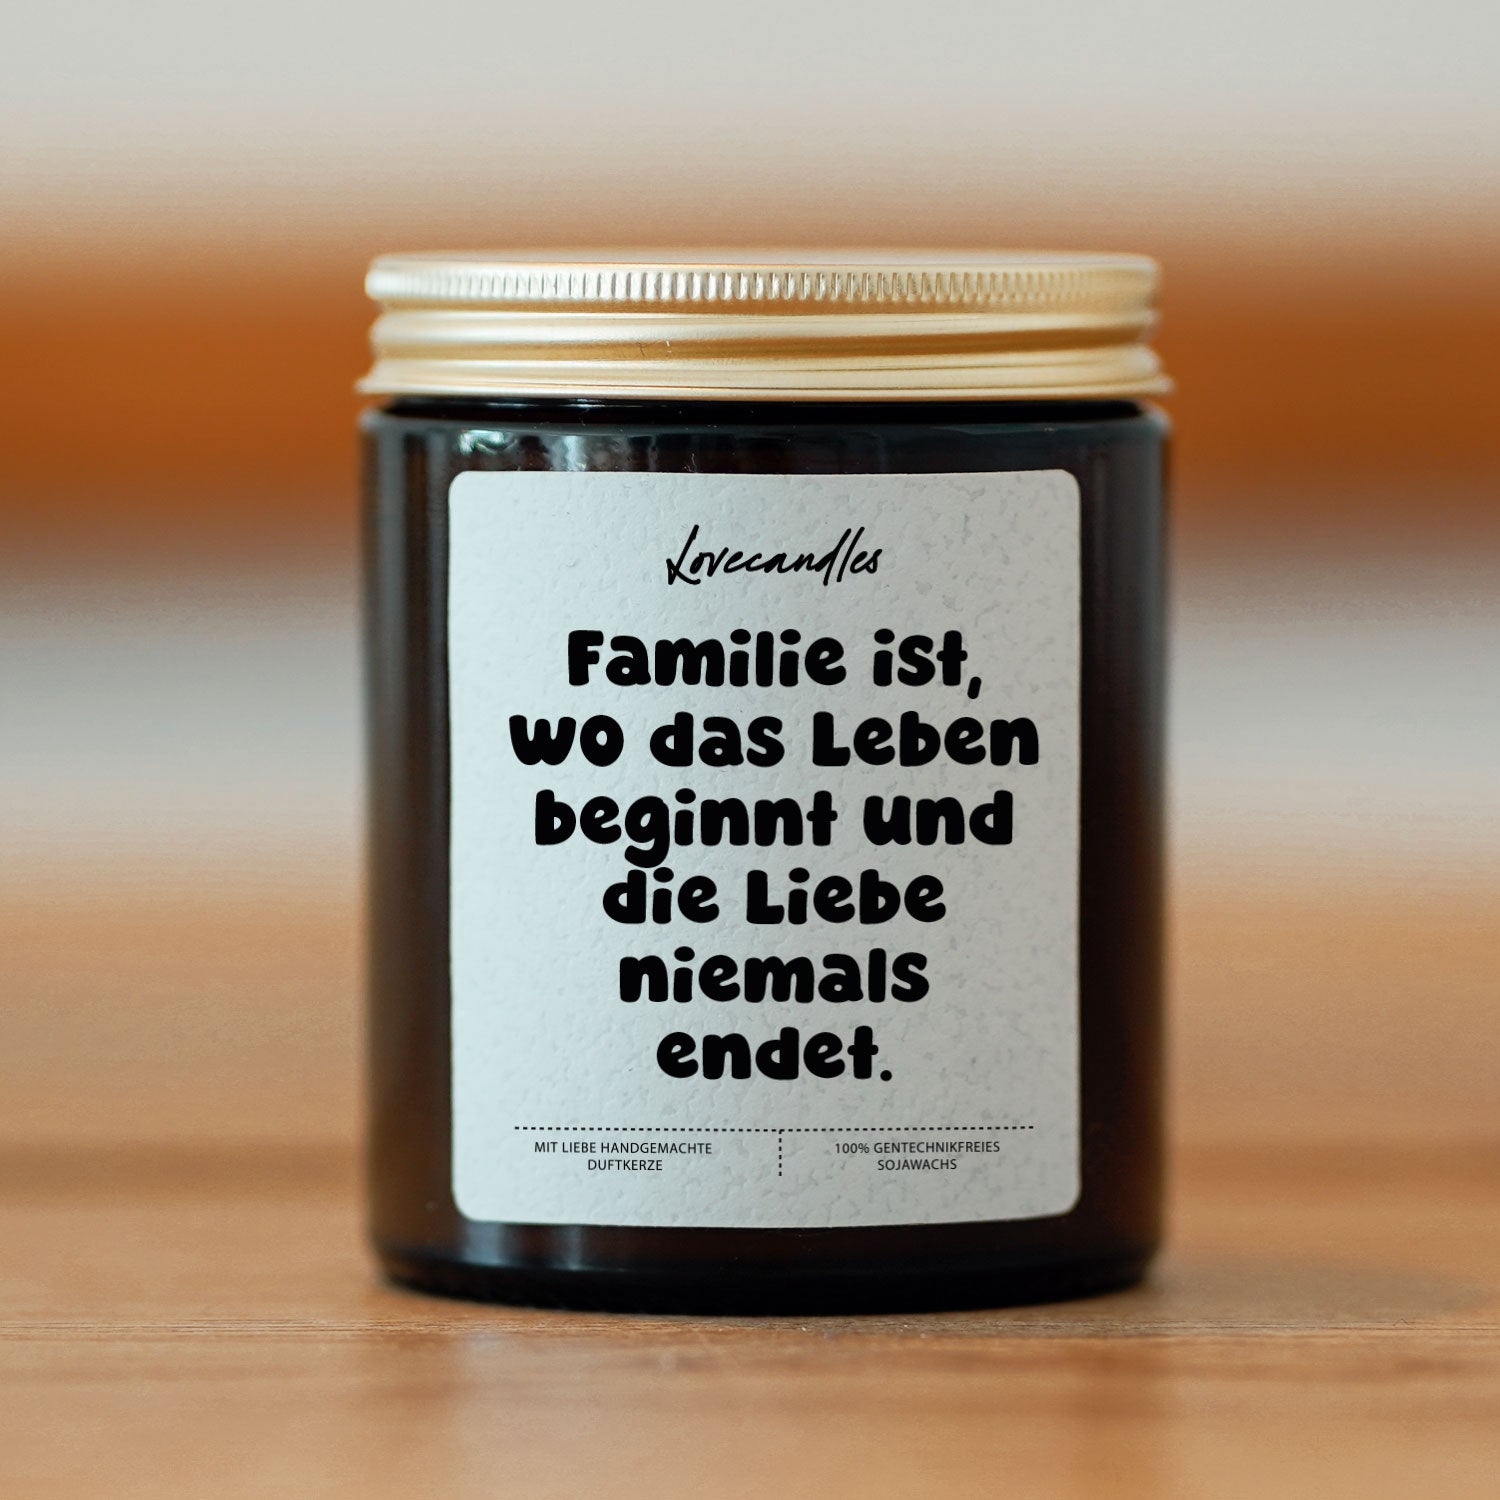 Lovecandles
Familie ist,
wo das Leben
beginnt und
die Liebe
niemals
endet.
MIT LIEBE HANDGEMACHTE
DUFTKERZE
100% GENTECHNIKFREIES
SOJAWACHS